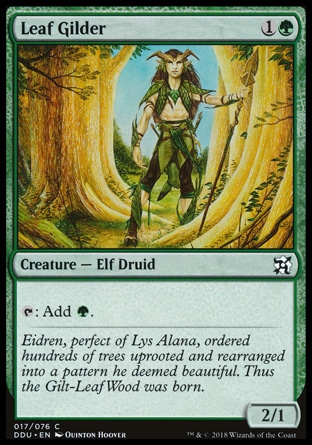 Leaf Gilder 1
Creature — Elf Druid
: Add .
Eidren, perfect of Lys Alana, ordered
hundreds of trees uprooted and rearranged
into a pattern he deemed beautiful. Thus
the Gilt-Leaf Wood was born.
2/1
017/076 C
DDU • EN Quinton Hoover
™ & © 2018 Wizards of the Coast